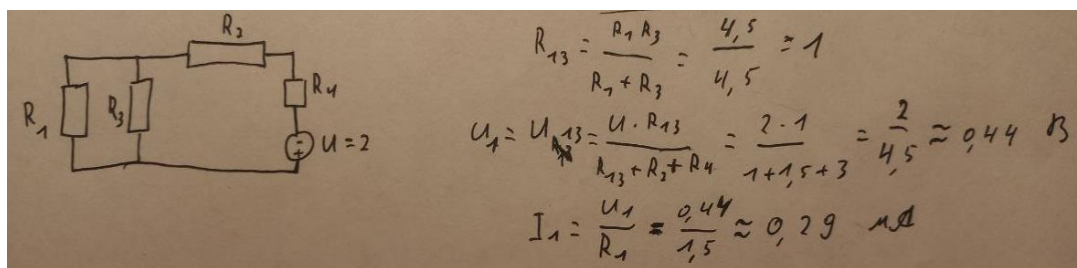 R₂
R₁
R₃
R₄
U=2
R₁₃ = R₁ R₃ / R₁ + R₃ = 4,5 / 4,5 = 1
U₁ = U₁₃ = U · R₁₃ / R₁₃ + R₂ + R₄ = 2 · 1 / 1 + 1,5 + 3 = 2 / 4,5 ≈ 0,44 В
I₁ = U₁ / R₁ = 0,44 / 1,5 ≈ 0,29 мА